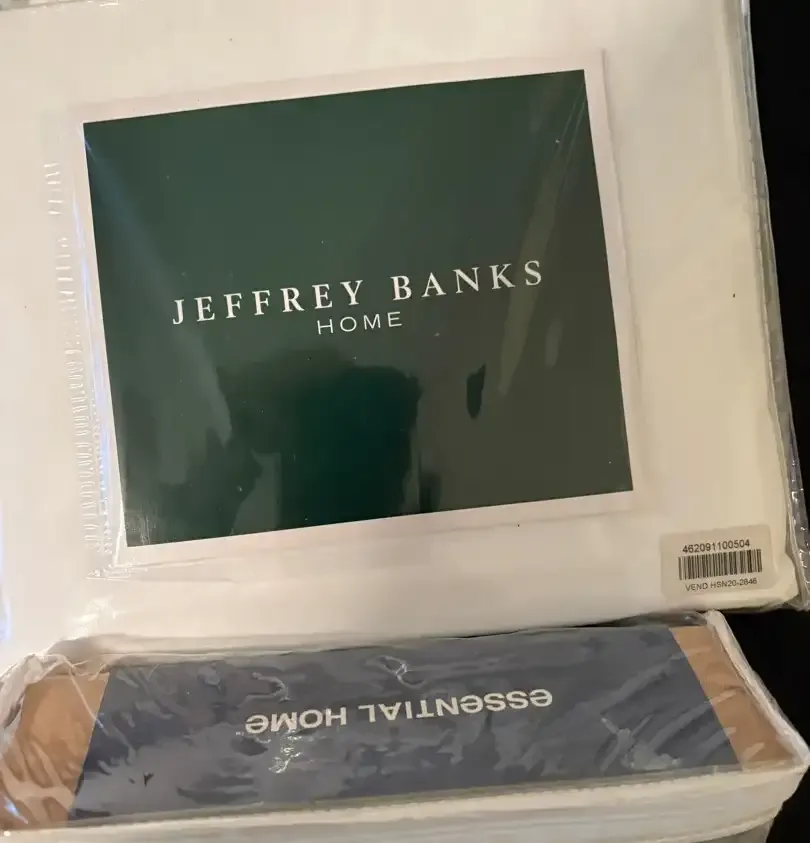 JEFFREY BANKS
HOME
462091100504
VEND HSN20-2846
essenTIAL HOMe